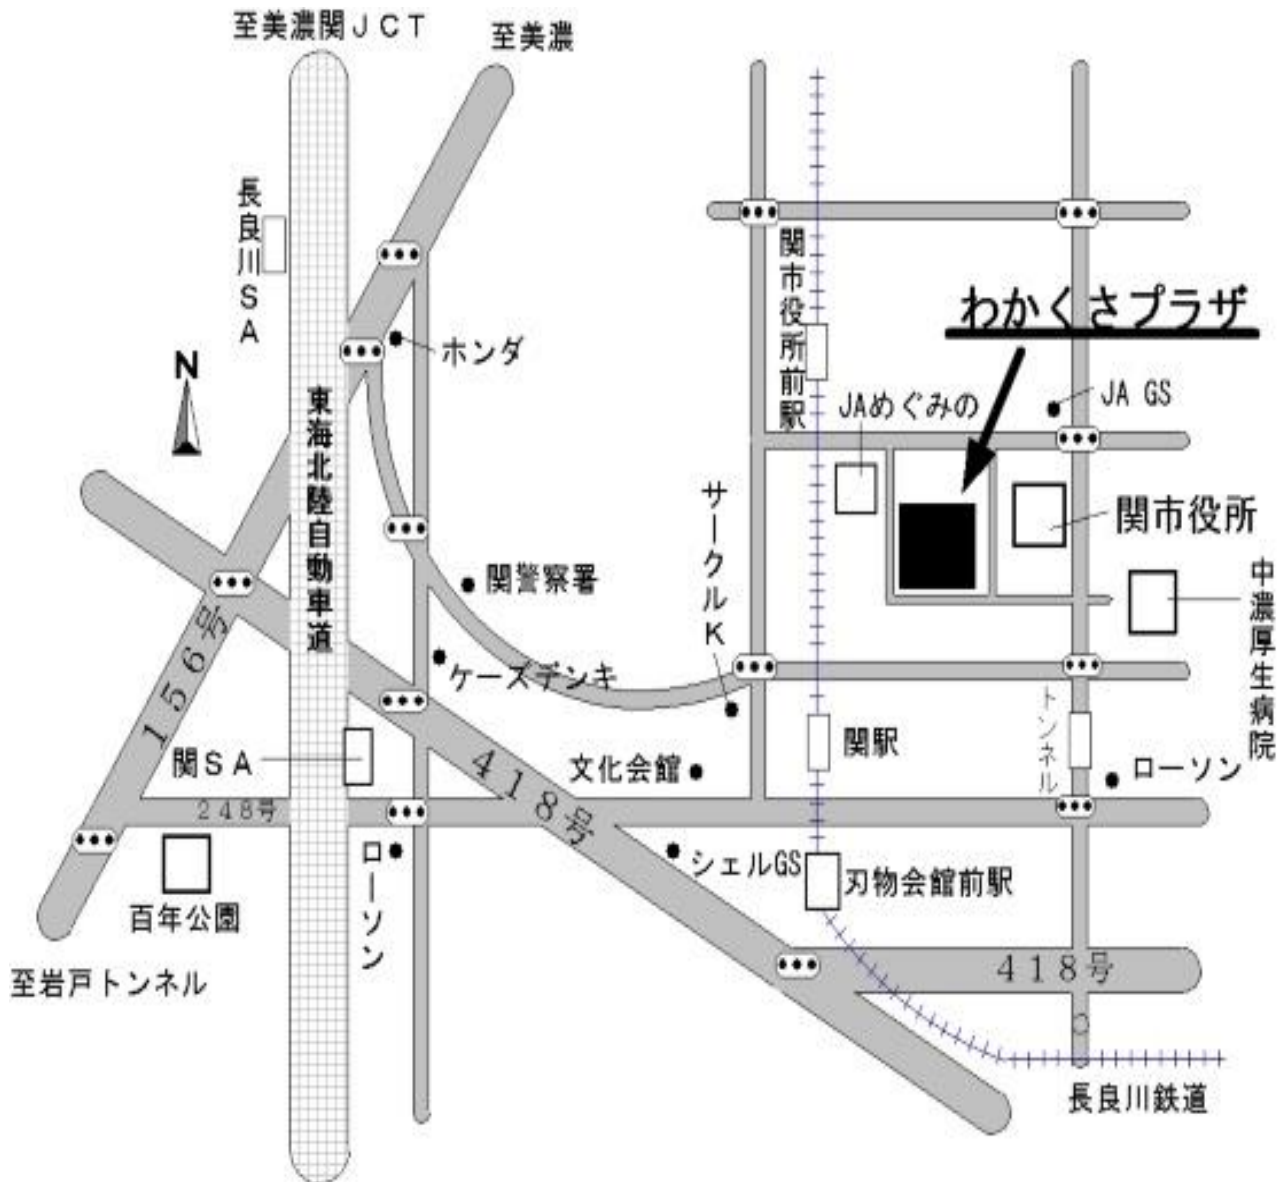 至美濃関JCT
至美濃
長良川SA
関市役所前駅
わかくさプラザ
N
ホンダ
JA GS
JAめぐみの
東海北陸自動車道
サークルK
関市役所
関警察署
中濃厚生病院
156号
ケーズデンキ
トンネル
関SA
418号
関駅
文化会館
ローソン
248号
ローソン
シェルGS
刃物会館前駅
百年公園
418号
至岩戸トンネル
長良川鉄道